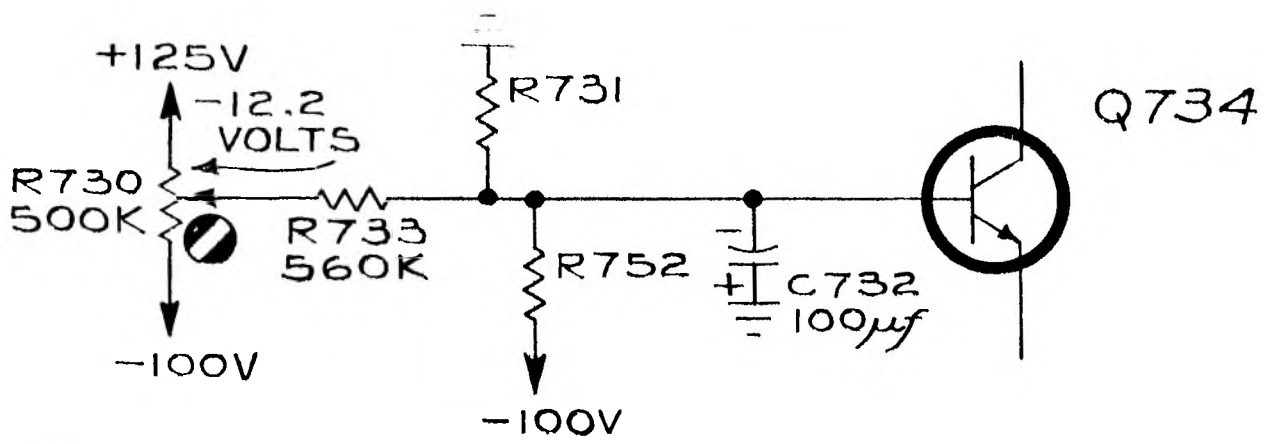 +125V
-12.2
VOLTS
R730
500K
-100V
R733
560K
R731
R752
-100V
-
+
C732
100μf
Q734